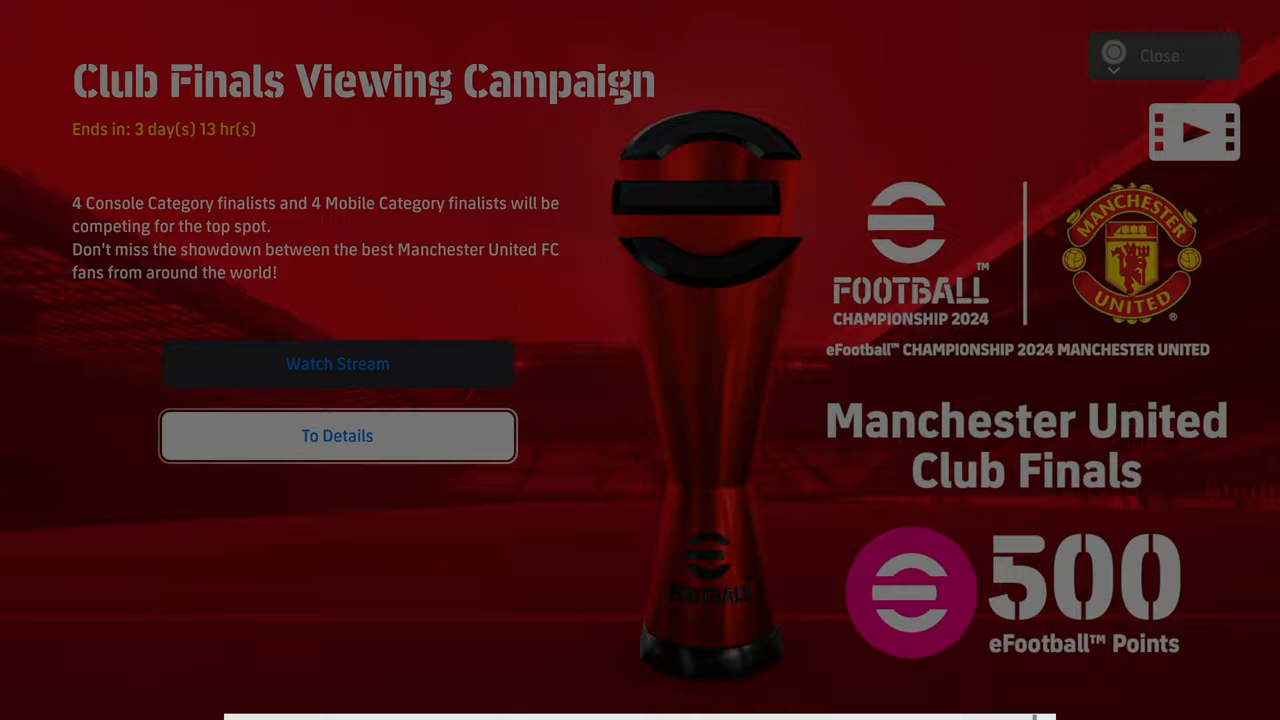 Club Finals Viewing Campaign
Ends in: 3 day(s) 13 hr(s)
Close
4 Console Category finalists and 4 Mobile Category finalists will be
competing for the top spot.
Don't miss the showdown between the best Manchester United FC
fans from around the world!
Watch Stream
To Details
FOOTBALL
FOOTBALL™
CHAMPIONSHIP 2024
MANCHESTER
UNITED
®
eFootball™ CHAMPIONSHIP 2024 MANCHESTER UNITED
Manchester United
Club Finals
500
eFootball™ Points